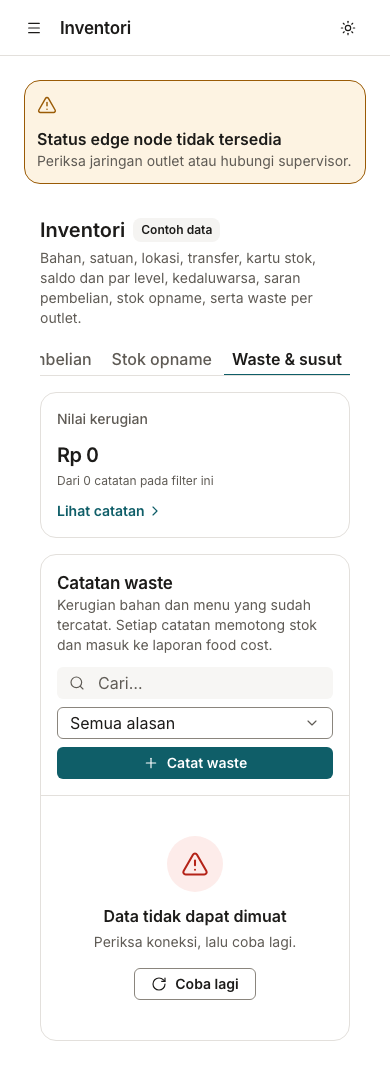 Inventori
Status edge node tidak tersedia
Periksa jaringan outlet atau hubungi supervisor.
Inventori
Contoh data
Bahan, satuan, lokasi, transfer, kartu stok,
saldo dan par level, kedaluwarsa, saran
pembelian, stok opname, serta waste per
outlet.
mbelian Stok opname Waste & susut
Nilai kerugian
Rp 0
Dari 0 catatan pada filter ini
Lihat catatan
Catatan waste
Kerugian bahan dan menu yang sudah
tercatat. Setiap catatan memotong stok
dan masuk ke laporan food cost.
Cari...
Semua alasan
Catat waste
Data tidak dapat dimuat
Periksa koneksi, lalu coba lagi.
Coba lagi